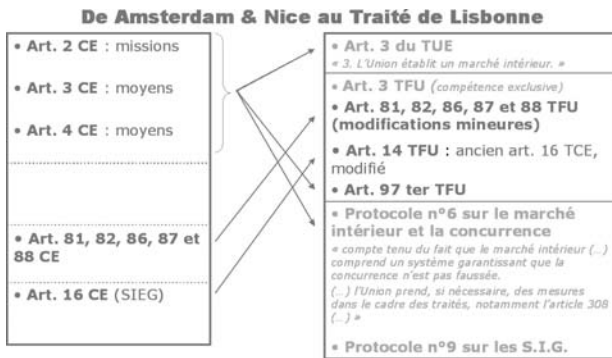 De Amsterdam & Nice au Traité de Lisbonne
• Art. 2 CE : missions
• Art. 3 CE : moyens
• Art. 4 CE : moyens
• Art. 81, 82, 86, 87 et
88 CE
• Art. 16 CE (SIEG)
• Art. 3 du TUE
« 3. L'Union établit un marché intérieur. »
• Art. 3 TFU (compétence exclusive)
• Art. 81, 82, 86, 87 et 88 TFU
(modifications mineures)
• Art. 14 TFU : ancien art. 16 TCE,
modifié
• Art. 97 ter TFU
• Protocole n°6 sur le marché
intérieur et la concurrence
« compte tenu du fait que le marché intérieur (…)
comprend un système garantissant que la
concurrence n'est pas faussée.
(…) l'Union prend, si nécessaire, des mesures
dans le cadre des traités, notamment l'article 308
(…) »
• Protocole n°9 sur les S.I.G.